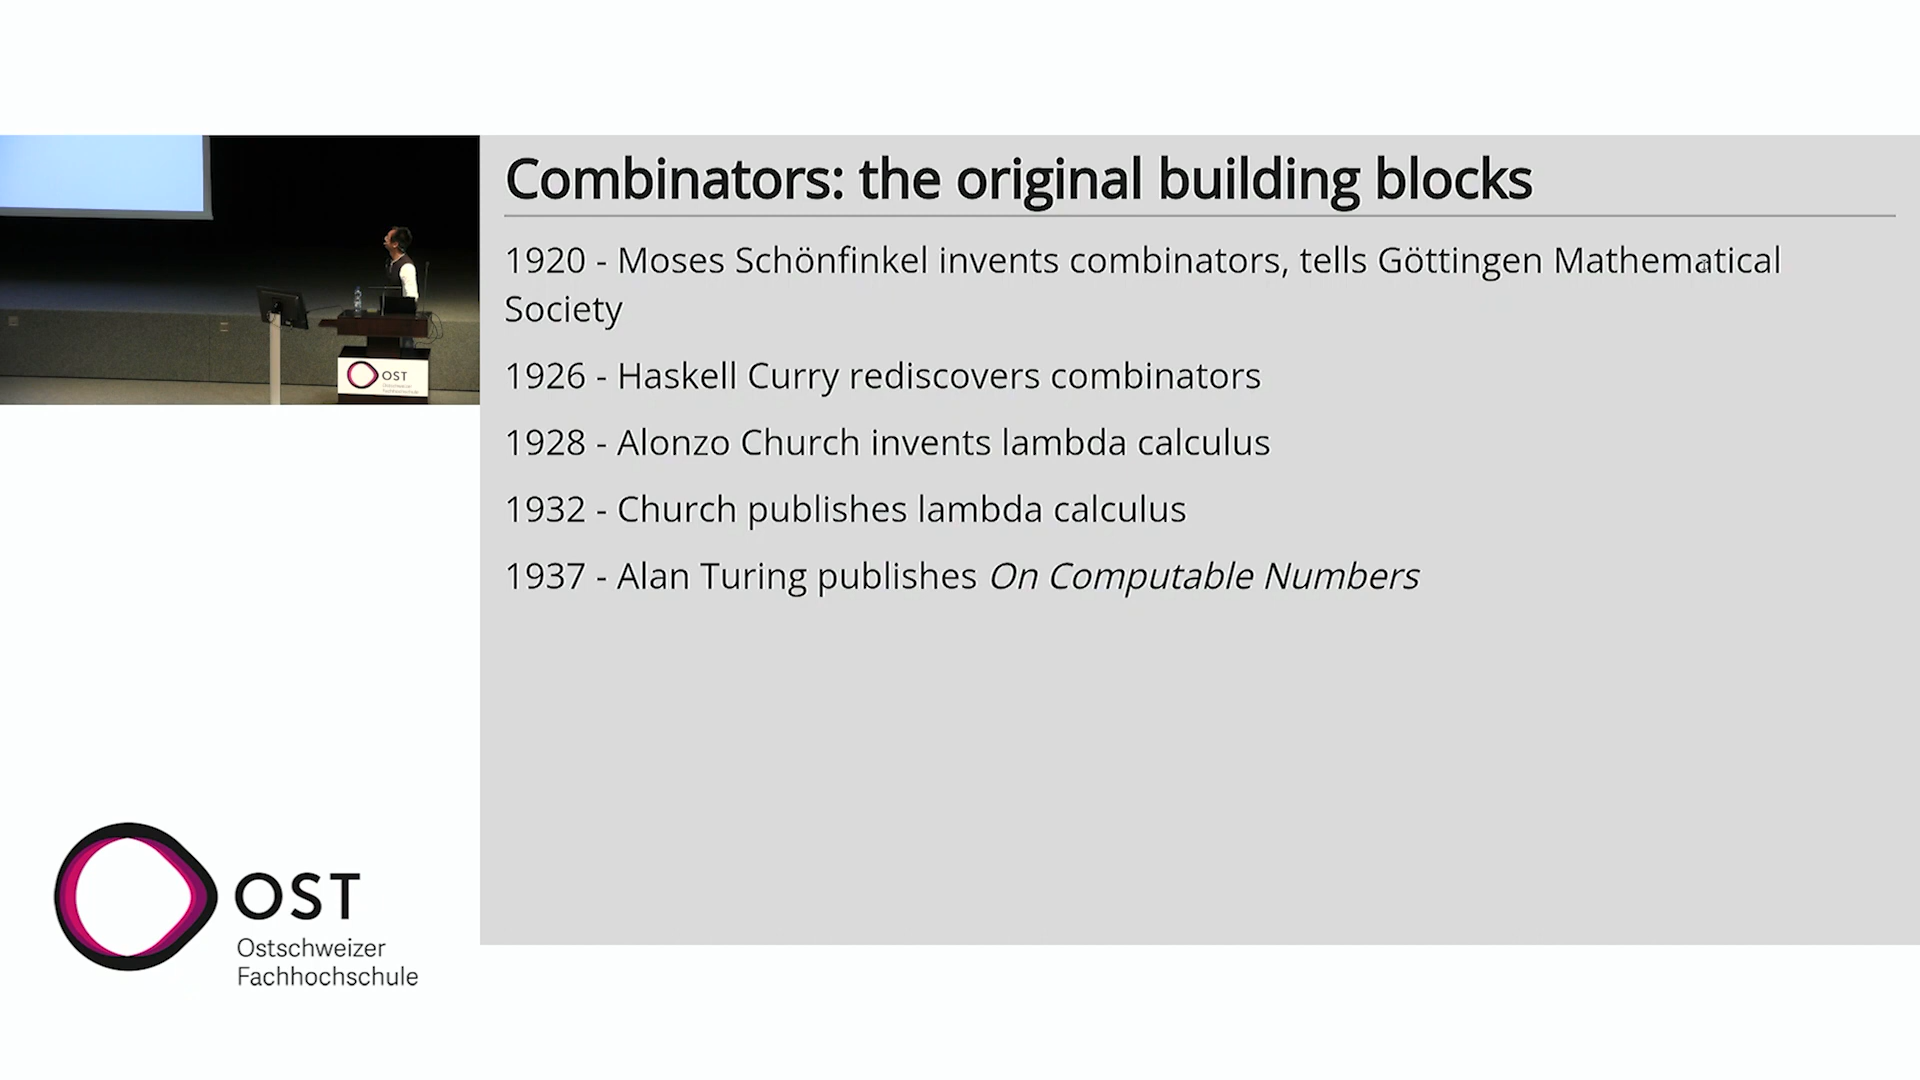 Combinators: the original building blocks
1920 - Moses Schönfinkel invents combinators, tells Göttingen Mathematical
Society
1926 - Haskell Curry rediscovers combinators
1928 - Alonzo Church invents lambda calculus
1932 - Church publishes lambda calculus
1937 - Alan Turing publishes On Computable Numbers
OST
OST
Ostschweizer
Fachhochschule